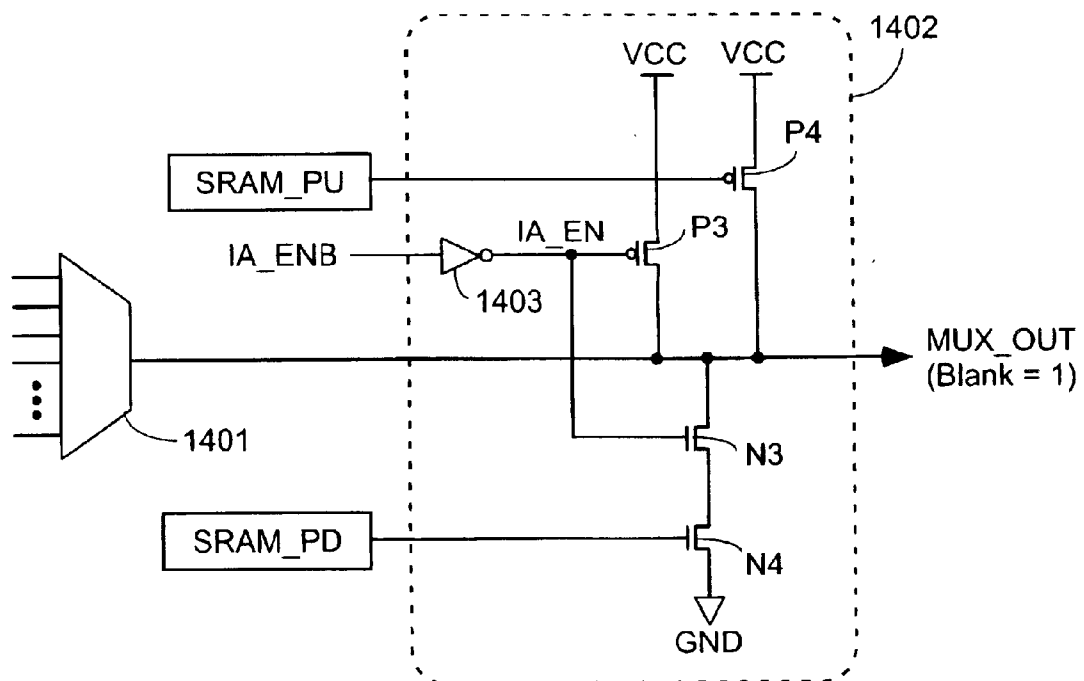 1402
VCC VCC
P4
SRAM_PU
P3
IA_EN
IA_ENB
1403
MUX_OUT
(Blank = 1)
1401
N3
SRAM_PD
N4
GND